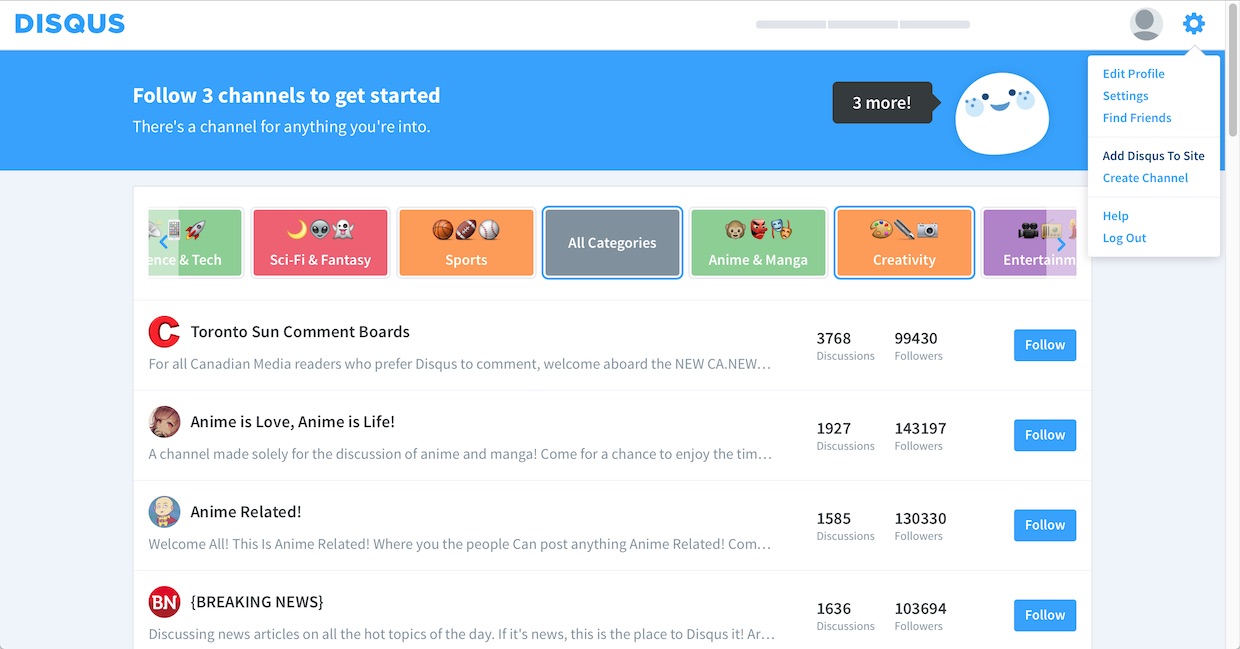 DISQUS
Follow 3 channels to get started
There's a channel for anything you're into.
3 more!
Edit Profile
Settings
Find Friends
Add Disqus To Site
Create Channel
Help
Log Out
ence & Tech
Sci-Fi & Fantasy
Sports
All Categories
Anime & Manga
Creativity
Entertainm
Toronto Sun Comment Boards
For all Canadian Media readers who prefer Disqus to comment, welcome aboard the NEW CA.NEW…
3768
Discussions
99430
Followers
Follow
Anime is Love, Anime is Life!
A channel made solely for the discussion of anime and manga! Come for a chance to enjoy the tim…
1927
Discussions
143197
Followers
Follow
Anime Related!
Welcome All! This Is Anime Related! Where you the people Can post anything Anime Related! Com…
1585
Discussions
130330
Followers
Follow
BN
{BREAKING NEWS}
Discussing news articles on all the hot topics of the day. If it's news, this is the place to Disqus it! Ar…
1636
Discussions
103694
Followers
Follow